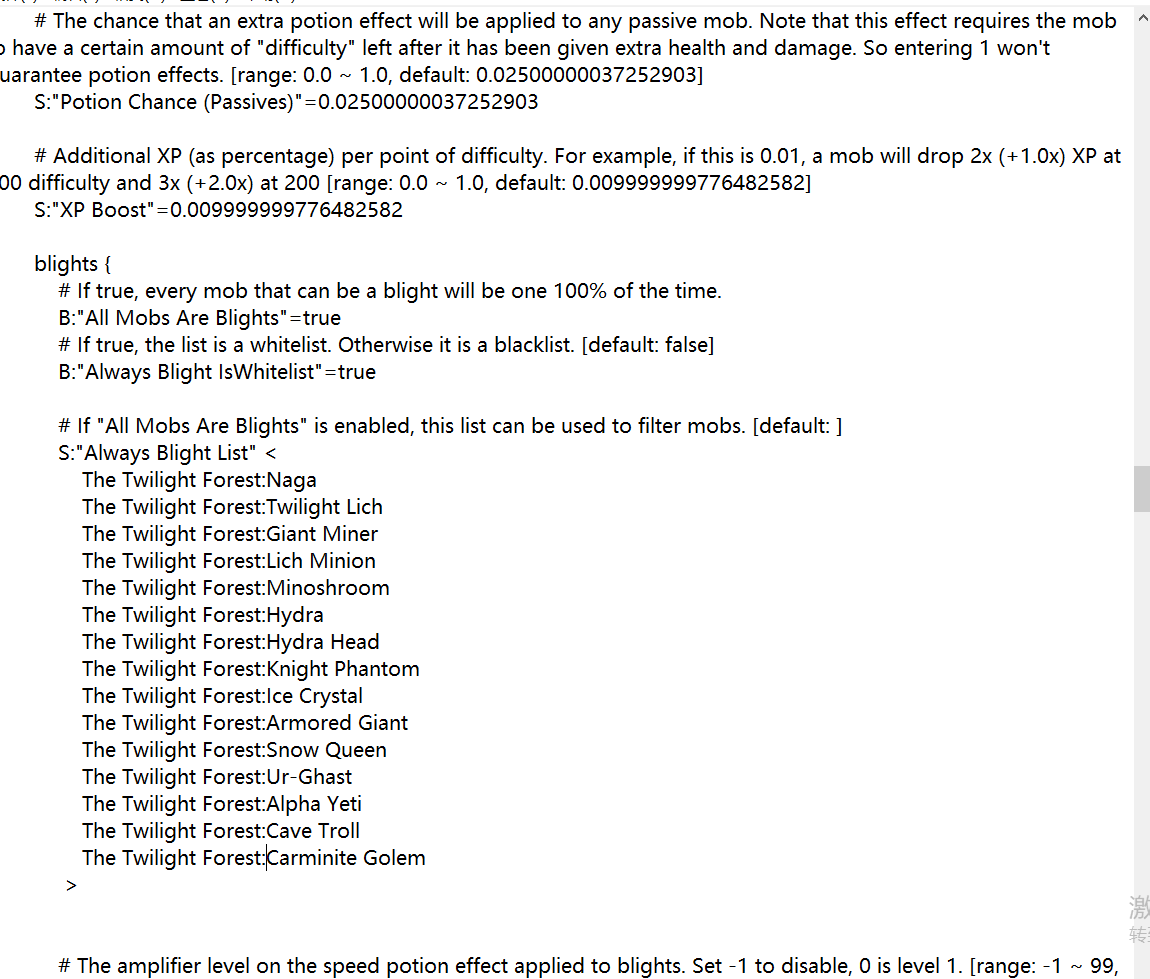 # The chance that an extra potion effect will be applied to any passive mob. Note that this effect requires the mob
have a certain amount of "difficulty" left after it has been given extra health and damage. So entering 1 won't
uarantee potion effects. [range: 0.0 ~ 1.0, default: 0.02500000037252903]
S:"Potion Chance (Passives)"=0.02500000037252903
# Additional XP (as percentage) per point of difficulty. For example, if this is 0.01, a mob will drop 2x (+1.0x) XP at
00 difficulty and 3x (+2.0x) at 200 [range: 0.0 ~ 1.0, default: 0.009999999776482582]
S:"XP Boost"=0.009999999776482582
blights {
# If true, every mob that can be a blight will be one 100% of the time.
B:"All Mobs Are Blights"=true
# If true, the list is a whitelist. Otherwise it is a blacklist. [default: false]
B:"Always Blight IsWhitelist"=true
# If "All Mobs Are Blights" is enabled, this list can be used to filter mobs. [default: ]
S:"Always Blight List" <
The Twilight Forest:Naga
The Twilight Forest:Twilight Lich
The Twilight Forest:Giant Miner
The Twilight Forest:Lich Minion
The Twilight Forest:Minoshroom
The Twilight Forest:Hydra
The Twilight Forest:Hydra Head
The Twilight Forest:Knight Phantom
The Twilight Forest:Ice Crystal
The Twilight Forest:Armored Giant
The Twilight Forest:Snow Queen
The Twilight Forest:Ur-Ghast
The Twilight Forest:Alpha Yeti
The Twilight Forest:Cave Troll
The Twilight Forest:Carminite Golem
>
激
转到
# The amplifier level on the speed potion effect applied to blights. Set -1 to disable, 0 is level 1. [range: -1 ~ 99,